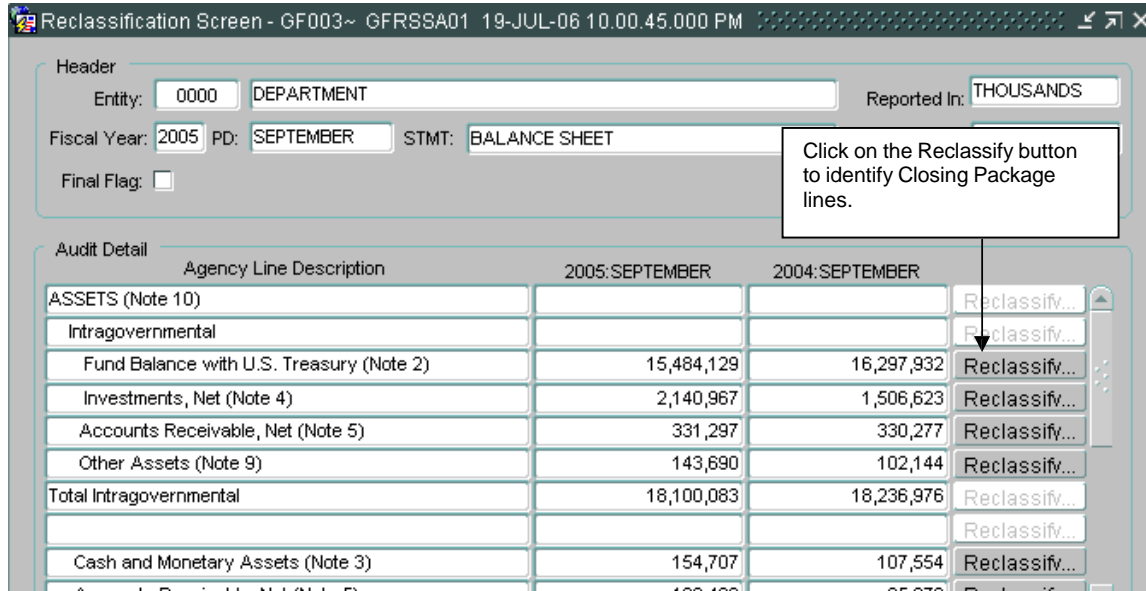 Reclassification Screen - GF003~ GFRSSA01 19-JUL-06 10.00.45.000 PM
Header
Entity: 0000 DEPARTMENT Reported In: THOUSANDS
Fiscal Year: 2005 PD: SEPTEMBER STMT: BALANCE SHEET
Click on the Reclassify button
to identify Closing Package
lines.
Final Flag:
Audit Detail
Agency Line Description 2005:SEPTEMBER 2004:SEPTEMBER
ASSETS (Note 10) Reclassify...
Intragovernmental Reclassify...
Fund Balance with U.S. Treasury (Note 2) 15,484,129 16,297,932 Reclassify...
Investments, Net (Note 4) 2,140,967 1,506,623 Reclassify...
Accounts Receivable, Net (Note 5) 331,297 330,277 Reclassify...
Other Assets (Note 9) 143,690 102,144 Reclassify...
Total Intragovernmental 18,100,083 18,236,976 Reclassify...
Reclassify...
Cash and Monetary Assets (Note 3) 154,707 107,554 Reclassify...